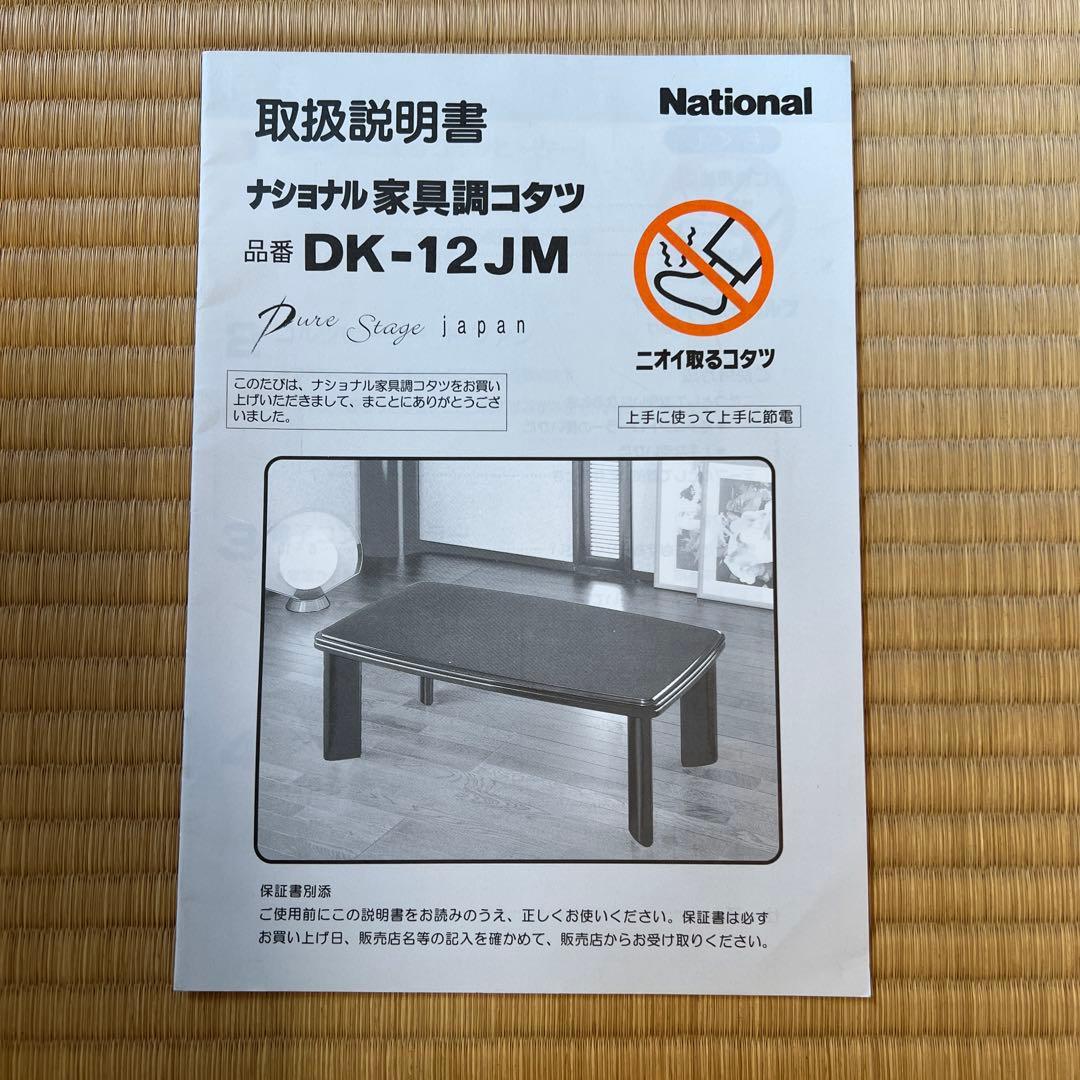 取扱説明書
National
ナショナル 家具調コタツ
品番 DK-12JM
Pure Stage japan
ニオイ取るコタツ
このたびは、ナショナル家具調コタツをお買い
上げいただきまして、まことにありがとうござ
いました。
上手に使って上手に節電
保証書別添
ご使用前にこの説明書をお読みのうえ、正しくお使いください。保証書は必ず
お買い上げ日、販売店名等の記入を確かめて、販売店からお受け取りください。